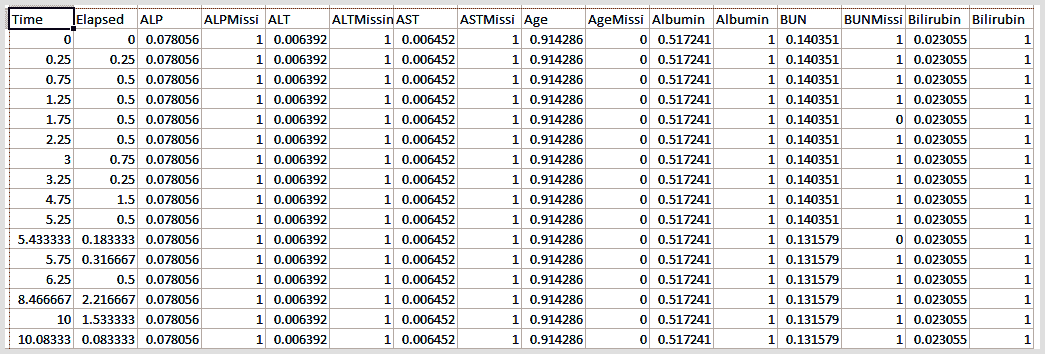 Time Elapsed ALP ALPMissi ALT ALTMissin AST ASTMissi Age AgeMissi Albumin Albumin BUN BUNMissi Bilirubin Bilirubin
0 0 0.078056 1 0.006392 1 0.006452 1 0.914286 0 0.517241 1 0.140351 1 0.023055 1
0.25 0.25 0.078056 1 0.006392 1 0.006452 1 0.914286 0 0.517241 1 0.140351 1 0.023055 1
0.75 0.5 0.078056 1 0.006392 1 0.006452 1 0.914286 0 0.517241 1 0.140351 1 0.023055 1
1.25 0.5 0.078056 1 0.006392 1 0.006452 1 0.914286 0 0.517241 1 0.140351 1 0.023055 1
1.75 0.5 0.078056 1 0.006392 1 0.006452 1 0.914286 0 0.517241 1 0.140351 0 0.023055 1
2.25 0.5 0.078056 1 0.006392 1 0.006452 1 0.914286 0 0.517241 1 0.140351 1 0.023055 1
3 0.75 0.078056 1 0.006392 1 0.006452 1 0.914286 0 0.517241 1 0.140351 1 0.023055 1
3.25 0.25 0.078056 1 0.006392 1 0.006452 1 0.914286 0 0.517241 1 0.140351 1 0.023055 1
4.75 1.5 0.078056 1 0.006392 1 0.006452 1 0.914286 0 0.517241 1 0.140351 1 0.023055 1
5.25 0.5 0.078056 1 0.006392 1 0.006452 1 0.914286 0 0.517241 1 0.140351 1 0.023055 1
5.433333 0.183333 0.078056 1 0.006392 1 0.006452 1 0.914286 0 0.517241 1 0.131579 0 0.023055 1
5.75 0.316667 0.078056 1 0.006392 1 0.006452 1 0.914286 0 0.517241 1 0.131579 1 0.023055 1
6.25 0.5 0.078056 1 0.006392 1 0.006452 1 0.914286 0 0.517241 1 0.131579 1 0.023055 1
8.466667 2.216667 0.078056 1 0.006392 1 0.006452 1 0.914286 0 0.517241 1 0.131579 1 0.023055 1
10 1.533333 0.078056 1 0.006392 1 0.006452 1 0.914286 0 0.517241 1 0.131579 1 0.023055 1
10.08333 0.083333 0.078056 1 0.006392 1 0.006452 1 0.914286 0 0.517241 1 0.131579 1 0.023055 1